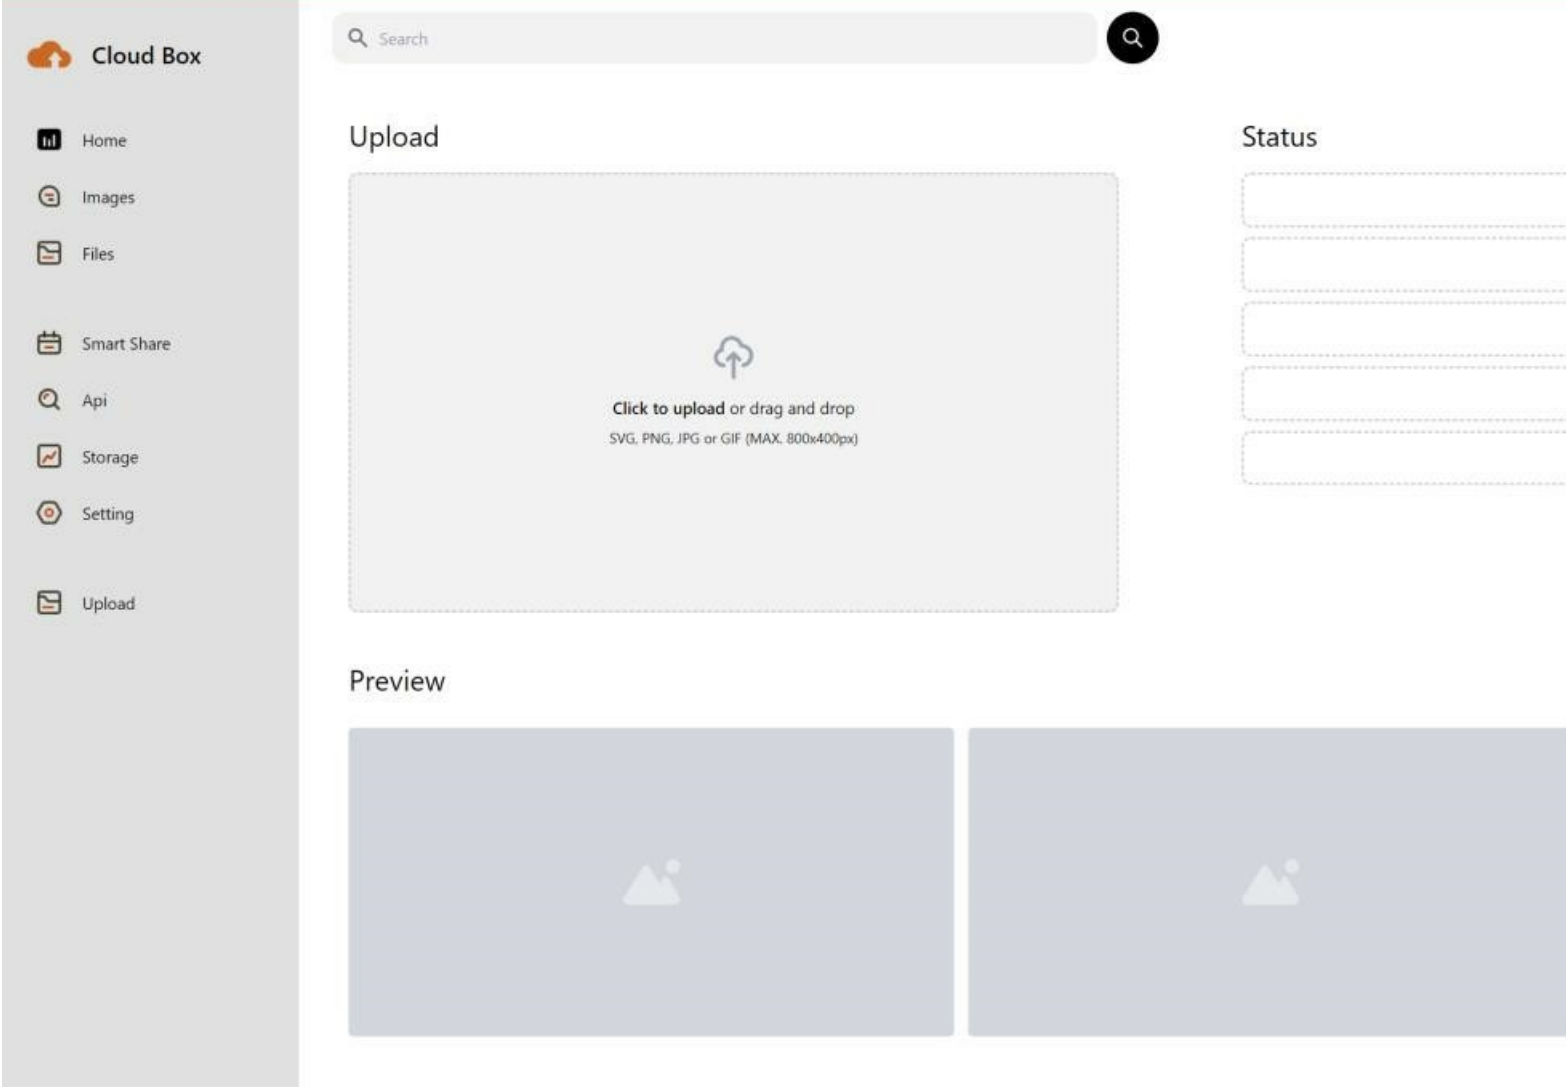 Cloud Box
Home
Images
Files
Smart Share
Api
Storage
Setting
Upload
Search
Upload
Click to upload or drag and drop
SVG, PNG, JPG or GIF (MAX. 800x400px)
Status
Preview